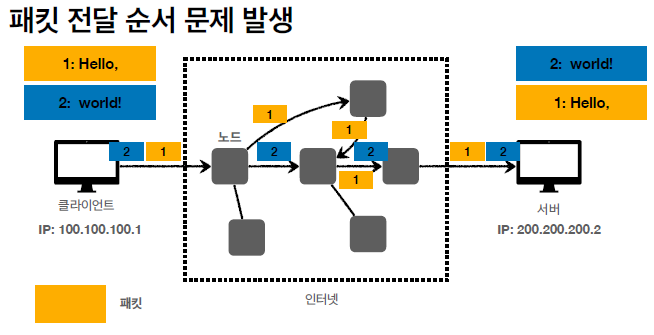 패킷 전달 순서 문제 발생
1: Hello,
2: world!
2: world!
1: Hello,
1
1
노드
2
1
2
2
1
1
2
클라이언트
IP: 100.100.100.1
서버
IP: 200.200.200.2
인터넷
패킷